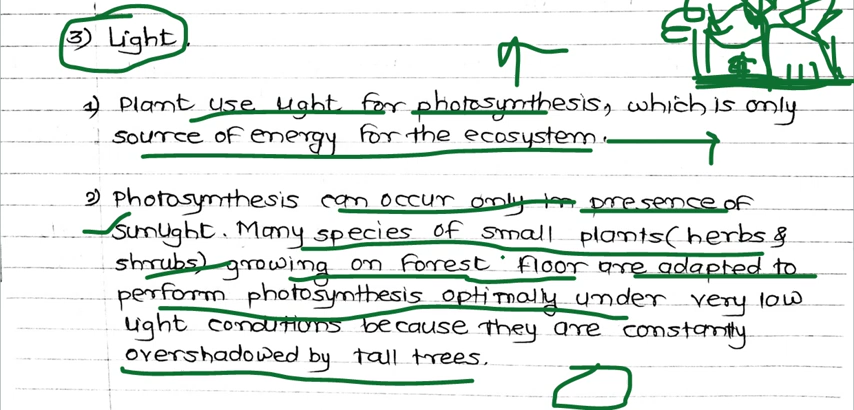 3) Light.
1) Plant use light for photosynthesis, which is only
source of energy for the ecosystem.
2) Photosynthesis can occur only in presence of
sunlight. Many species of small plants (herbs &
shrubs) growing on forest floor are adapted to
perform photosynthesis optimally under very low
light conditions because they are constantly
overshadowed by tall trees.